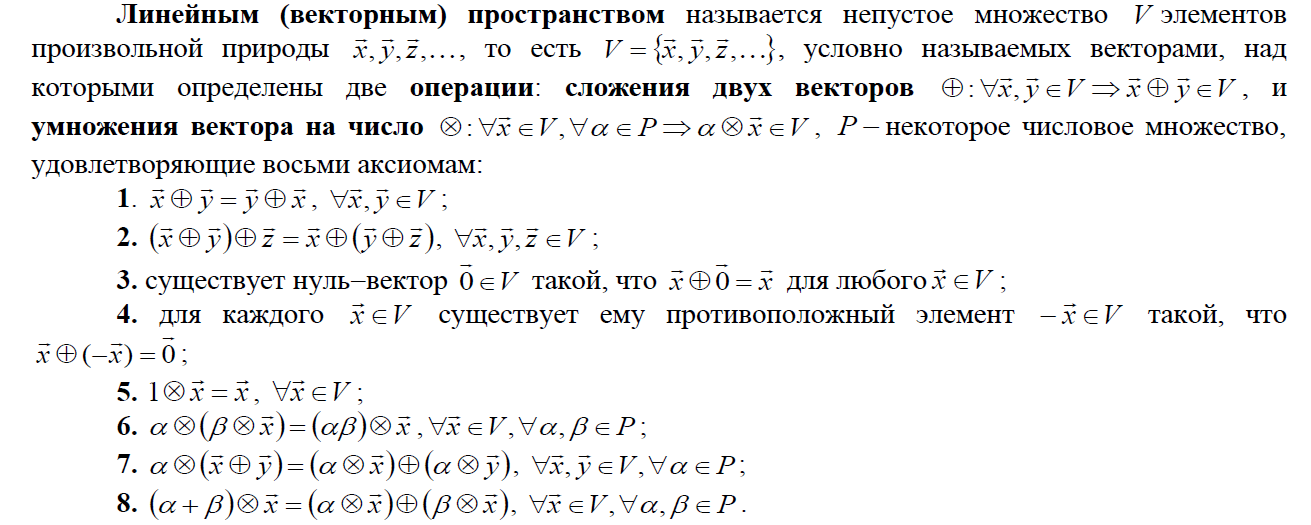 Линейным (векторным) пространством называется непустое множество V элементов
произвольной природы x⃗, y⃗, z⃗, …, то есть V = {x⃗, y⃗, z⃗, …}, условно называемых векторами, над
которыми определены две операции: сложения двух векторов ⊕: ∀x⃗, y⃗ ∈ V ⇒ x⃗ ⊕ y⃗ ∈ V, и
умножения вектора на число ⊗: ∀x⃗ ∈ V, ∀α ∈ P ⇒ α ⊗ x⃗ ∈ V, P – некоторое числовое множество,
удовлетворяющие восьми аксиомам:
1. x⃗ ⊕ y⃗ = y⃗ ⊕ x⃗, ∀x⃗, y⃗ ∈ V;
2. (x⃗ ⊕ y⃗) ⊕ z⃗ = x⃗ ⊕ (y⃗ ⊕ z⃗), ∀x⃗, y⃗, z⃗ ∈ V;
3. существует нуль–вектор 0⃗ ∈ V такой, что x⃗ ⊕ 0⃗ = x⃗ для любого x⃗ ∈ V;
4. для каждого x⃗ ∈ V существует ему противоположный элемент −x⃗ ∈ V такой, что
x⃗ ⊕ (−x⃗) = 0⃗;
5. 1 ⊗ x⃗ = x⃗, ∀x⃗ ∈ V;
6. α ⊗ (β ⊗ x⃗) = (αβ) ⊗ x⃗, ∀x⃗ ∈ V, ∀α, β ∈ P;
7. α ⊗ (x⃗ ⊕ y⃗) = (α ⊗ x⃗) ⊕ (α ⊗ y⃗), ∀x⃗, y⃗ ∈ V, ∀α ∈ P;
8. (α + β) ⊗ x⃗ = (α ⊗ x⃗) ⊕ (β ⊗ x⃗), ∀x⃗ ∈ V, ∀α, β ∈ P.